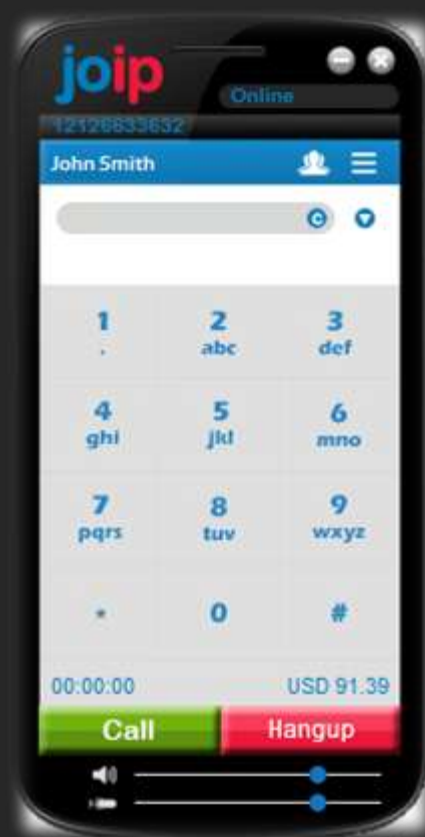 joip
Online
12126633632
John Smith
C
1 2 3
. abc def
4 5 6
ghi jkl mno
7 8 9
pqrs tuv wxyz
* 0 #
00:00:00 USD 91.39
Call Hangup